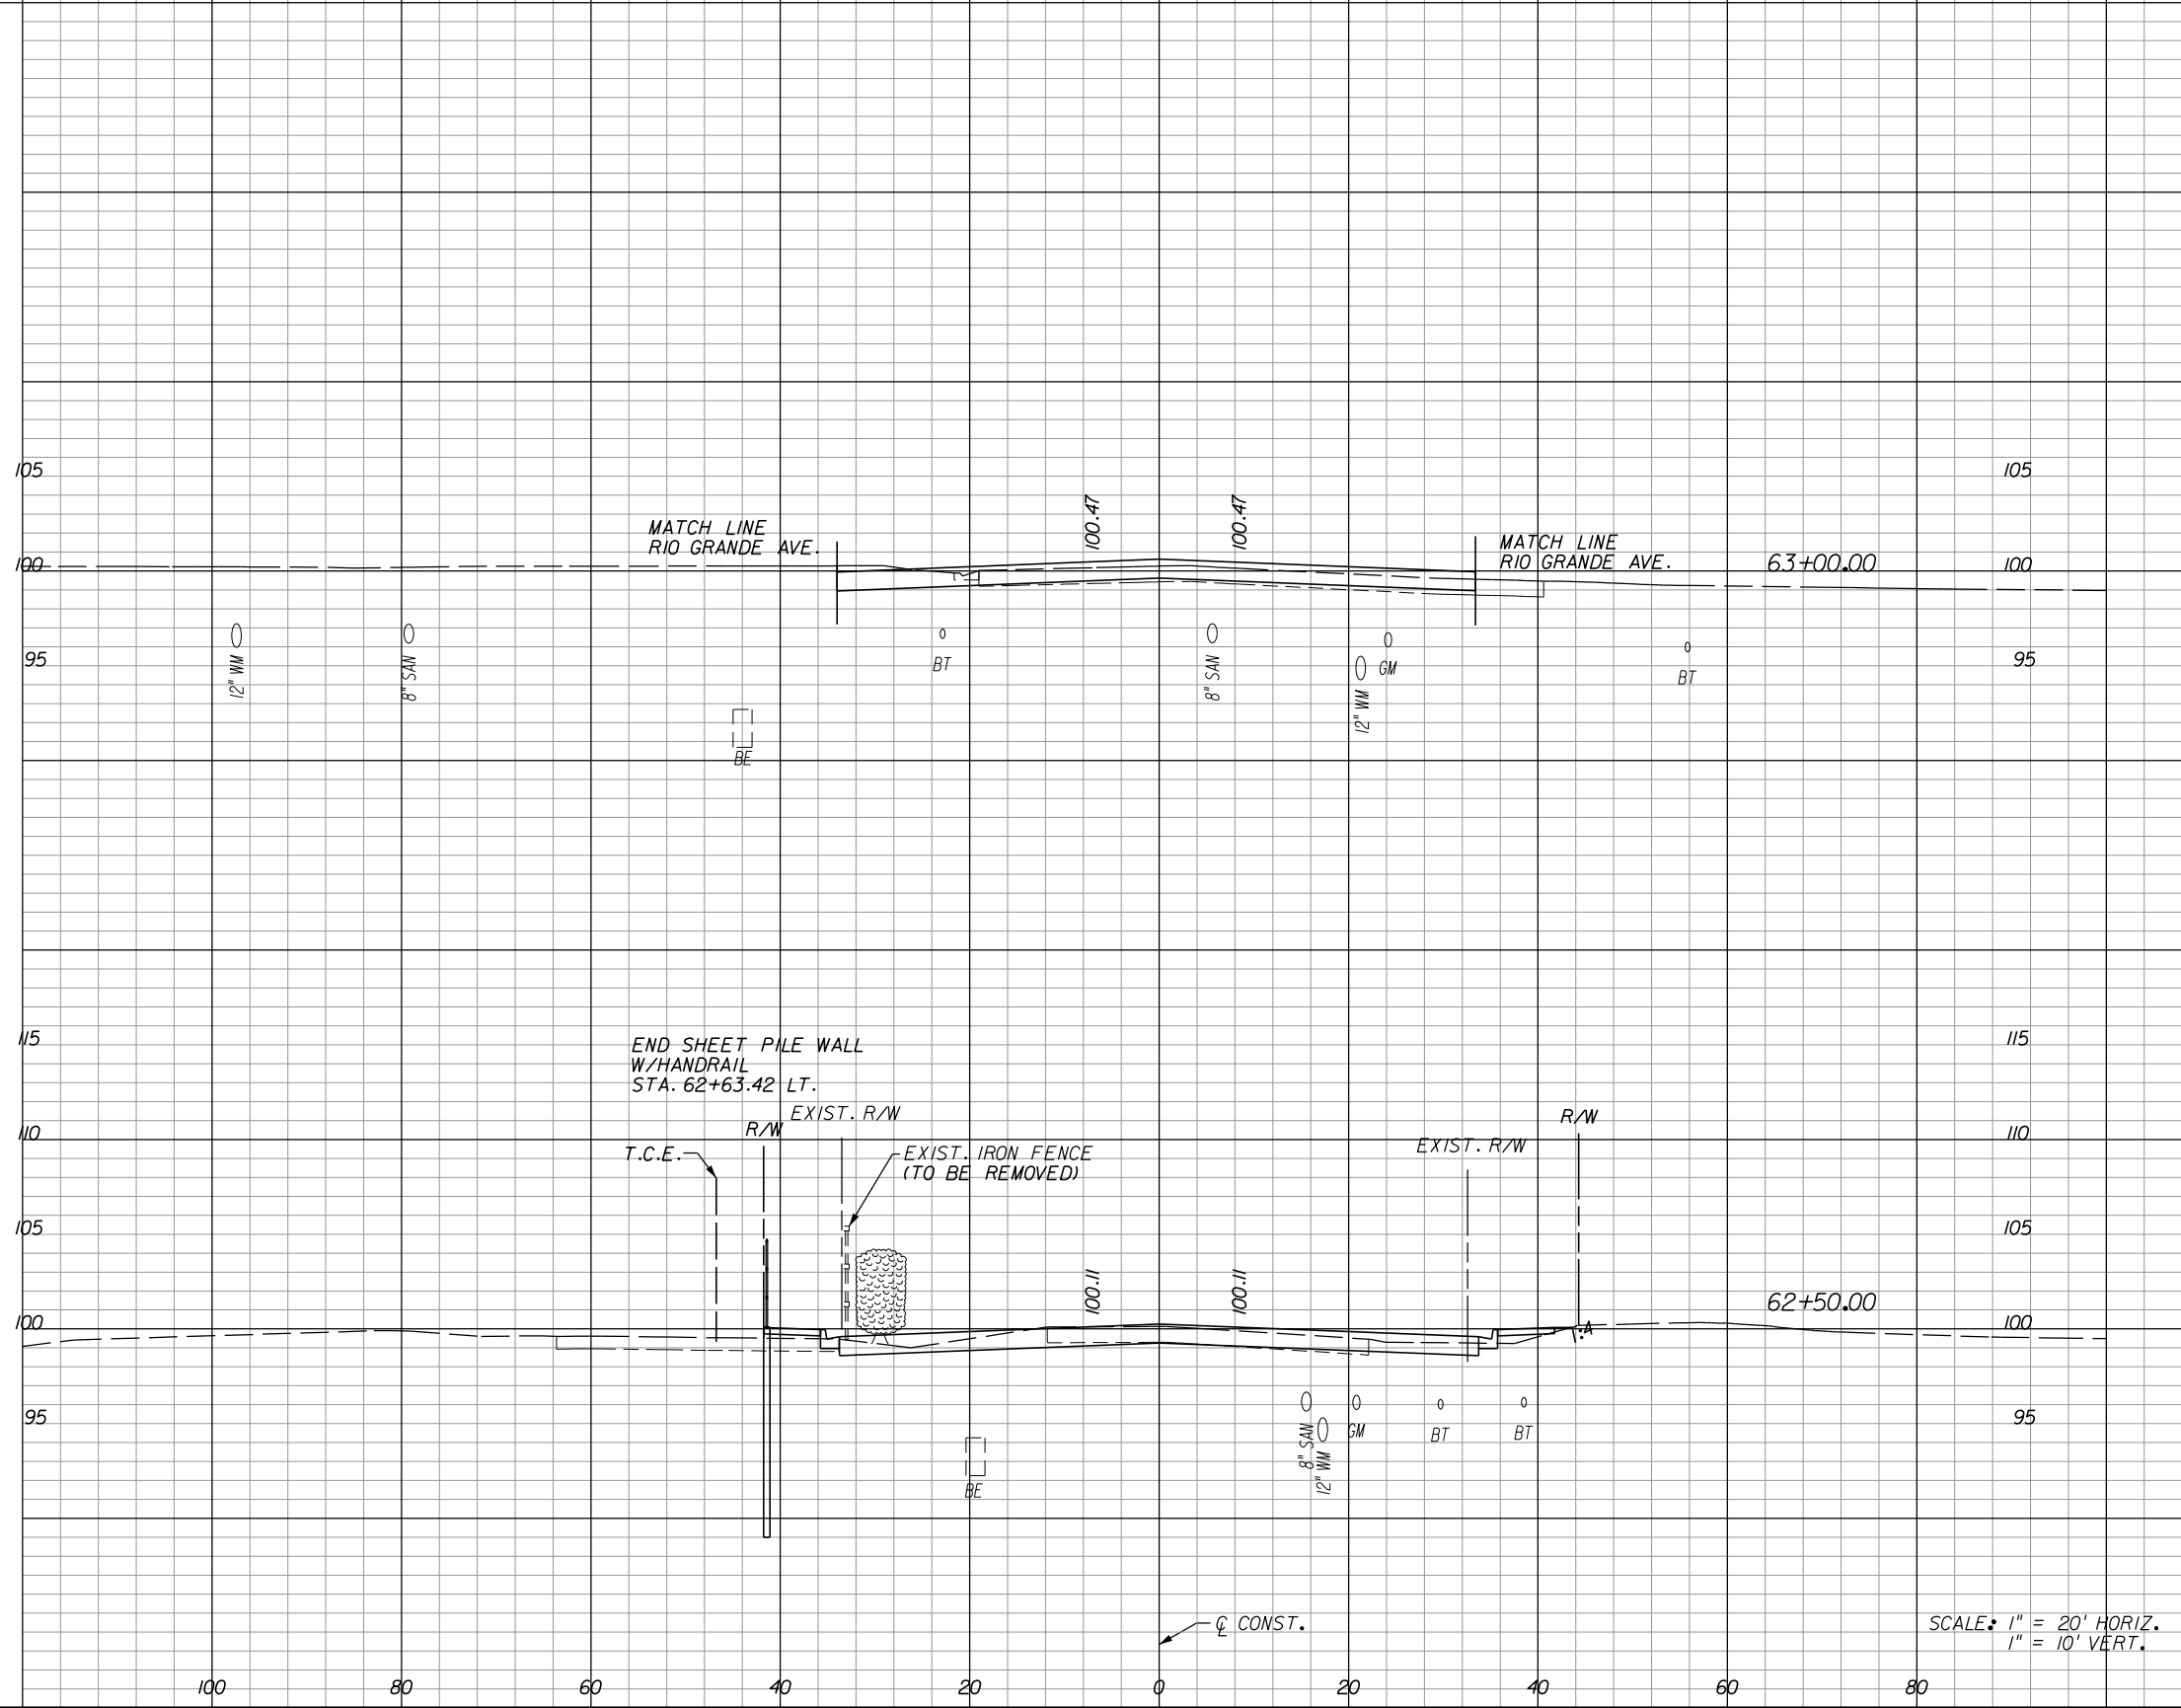 105
105
100.47
100.47
MATCH LINE
RIO GRANDE AVE.
MATCH LINE
RIO GRANDE AVE.
100
63+00.00
100
95
95
12" WM
8" SAN
BT
8" SAN
12" WM
GM
BT
BE
115
115
END SHEET PILE WALL
W/HANDRAIL
STA. 62+63.42 LT.
EXIST. R/W
R/W
R/W
110
110
T.C.E.
EXIST. IRON FENCE
(TO BE REMOVED)
EXIST. R/W
105
105
100.11
100.11
62+50.00
100
100
95
95
8" SAN
12" WM
GM
BT
BT
BE
℄ CONST.
SCALE: 1" = 20' HORIZ.
1" = 10' VERT.
100 80 60 40 20 0 20 40 60 80